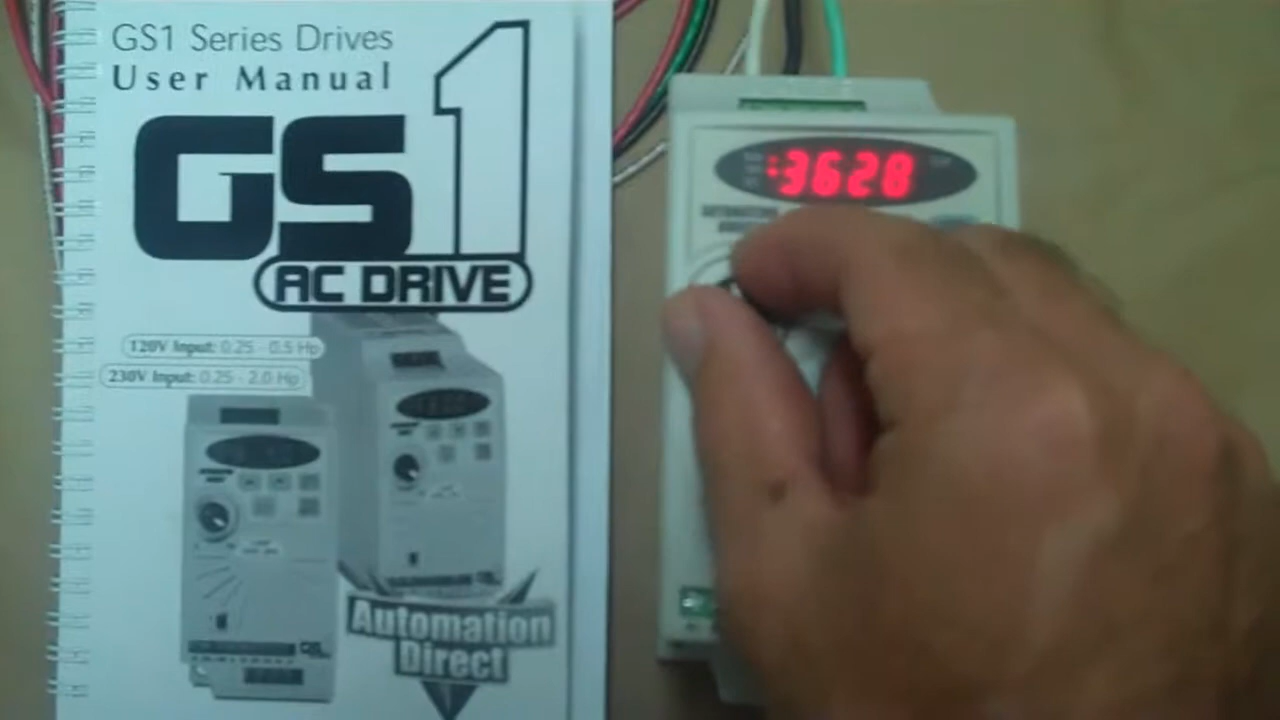 GS1 Series Drives
User Manual
GS1
AC DRIVE
120V Input: 0.25 - 0.5 Hp
230V Input: 0.25 - 2.0 Hp
Automation
Direct
3628